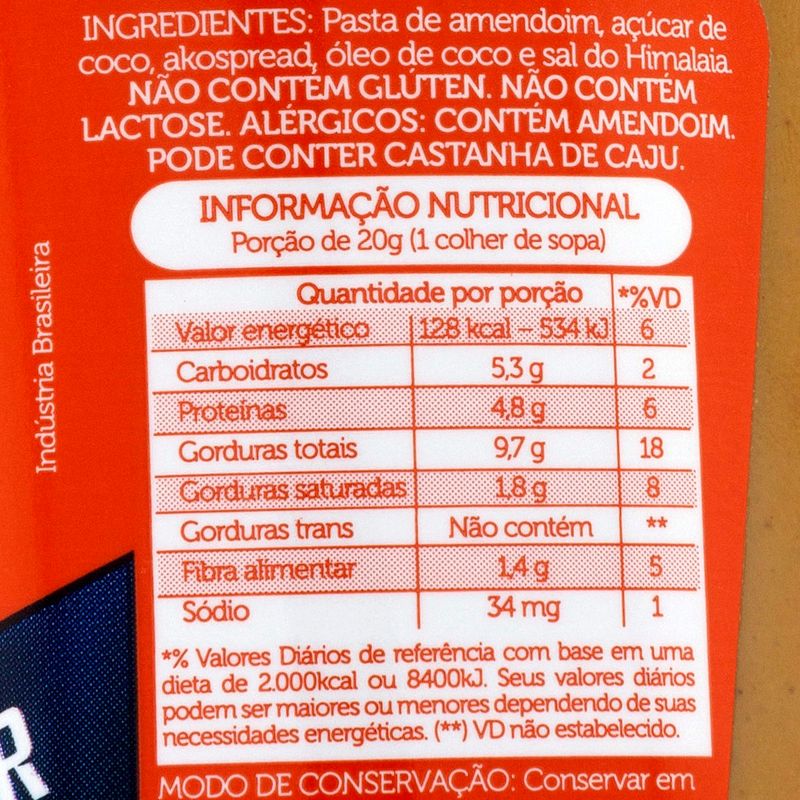 INGREDIENTES: Pasta de amendoim, açúcar de
coco, akospread, óleo de coco e sal do Himalaia.
NÃO CONTÉM GLÚTEN. NÃO CONTÉM
LACTOSE. ALÉRGICOS: CONTÉM AMENDOIM.
PODE CONTER CASTANHA DE CAJU.
INFORMAÇÃO NUTRICIONAL
Porção de 20g (1 colher de sopa)
Quantidade por porção *%VD
Valor energético 128 kcal – 534 kJ 6
Carboidratos 5,3 g 2
Proteínas 4,8 g 6
Gorduras totais 9,7 g 18
Gorduras saturadas 1,8 g 8
Gorduras trans Não contém **
Fibra alimentar 1,4 g 5
Sódio 34 mg 1
*% Valores Diários de referência com base em uma
dieta de 2.000kcal ou 8400kJ. Seus valores diários
podem ser maiores ou menores dependendo de suas
necessidades energéticas. (**) VD não estabelecido.
MODO DE CONSERVAÇÃO: Conservar em
Indústria Brasileira
R